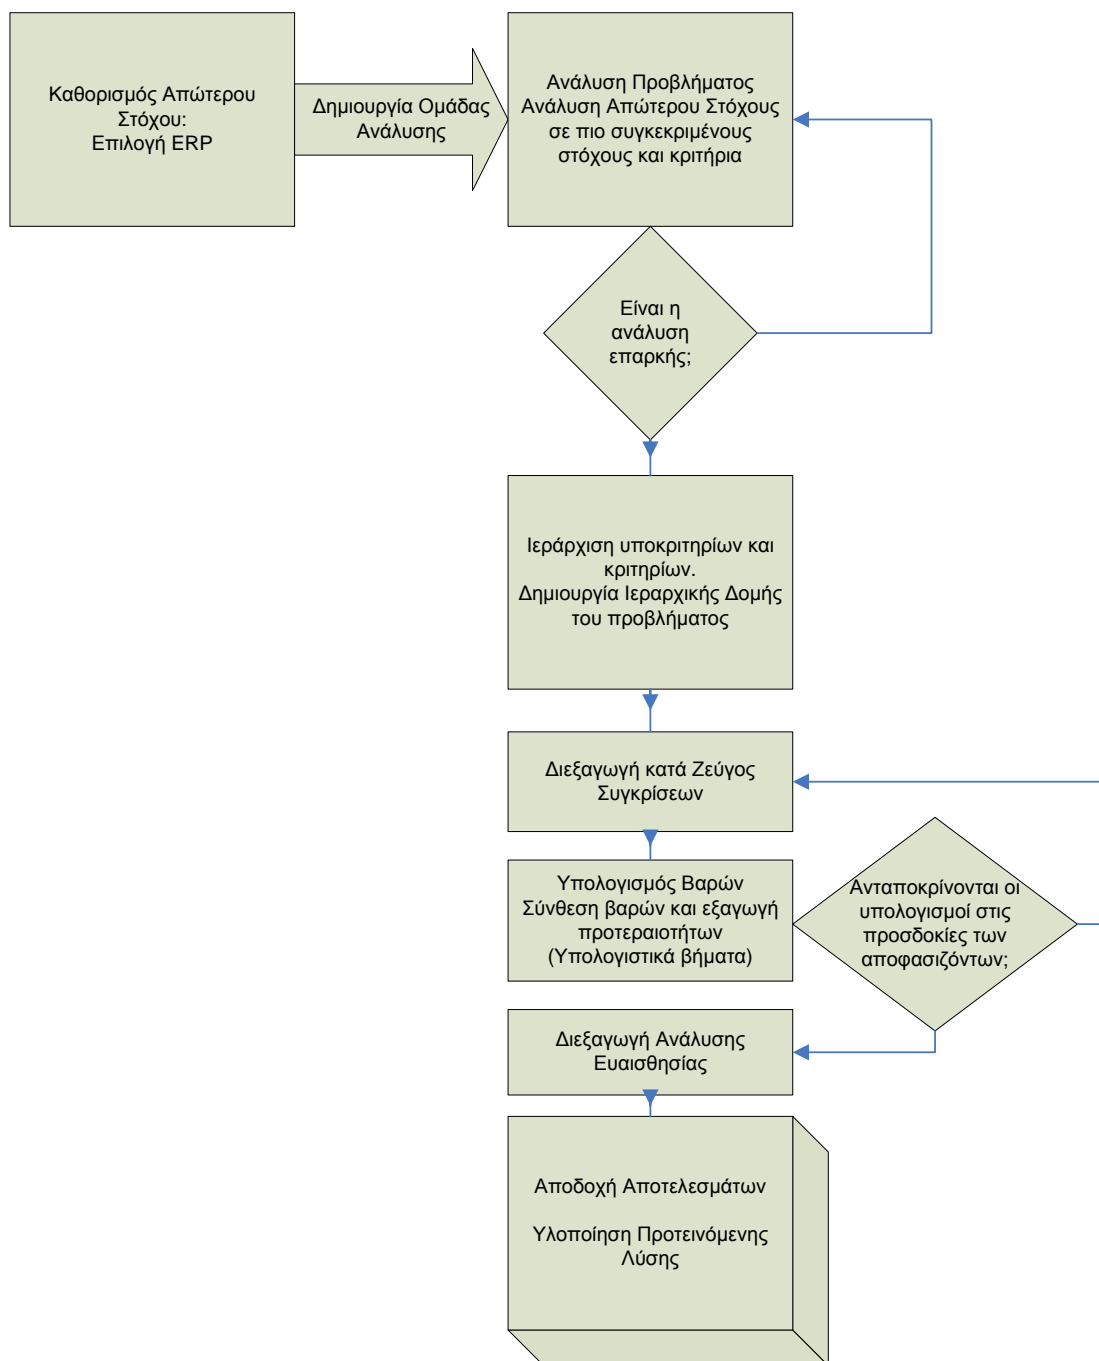 Καθορισμός Απώτερου
Στόχου:
Επιλογή ERP
Δημιουργία Ομάδας
Ανάλυσης
Ανάλυση Προβλήματος
Ανάλυση Απώτερου Στόχους
σε πιο συγκεκριμένους
στόχους και κριτήρια
Είναι η
ανάλυση
επαρκής;
Ιεράρχιση υποκριτηρίων και
κριτηρίων.
Δημιουργία Ιεραρχικής Δομής
του προβλήματος
Διεξαγωγή κατά Ζεύγος
Συγκρίσεων
Υπολογισμός Βαρών
Σύνθεση βαρών και εξαγωγή
προτεραιοτήτων
(Υπολογιστικά βήματα)
Ανταποκρίνονται οι
υπολογισμοί στις
προσδοκίες των
αποφασιζόντων;
Διεξαγωγή Ανάλυσης
Ευαισθησίας
Αποδοχή Αποτελεσμάτων
Υλοποίηση Προτεινόμενης
Λύσης